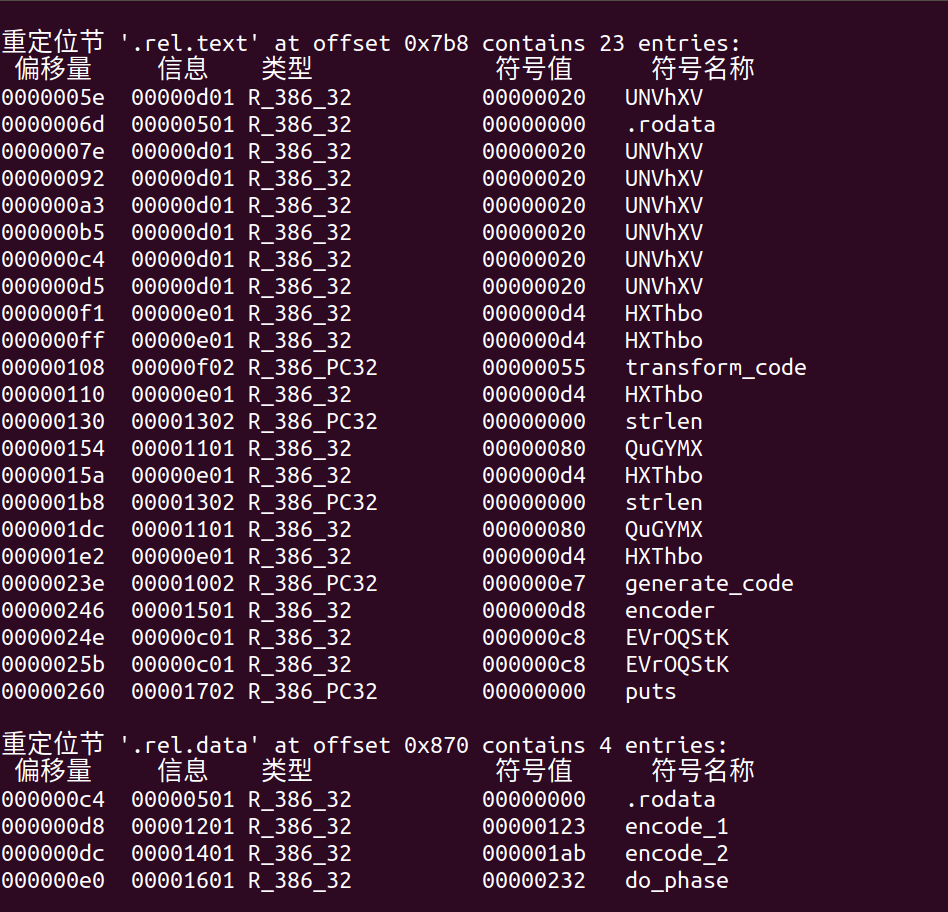 重定位节 '.rel.text' at offset 0x7b8 contains 23 entries:
偏移量 信息 类型 符号值 符号名称
0000005e 00000d01 R_386_32 00000020 UNVhXV
0000006d 00000501 R_386_32 00000000 .rodata
0000007e 00000d01 R_386_32 00000020 UNVhXV
00000092 00000d01 R_386_32 00000020 UNVhXV
000000a3 00000d01 R_386_32 00000020 UNVhXV
000000b5 00000d01 R_386_32 00000020 UNVhXV
000000c4 00000d01 R_386_32 00000020 UNVhXV
000000d5 00000d01 R_386_32 00000020 UNVhXV
000000f1 00000e01 R_386_32 000000d4 HXThbo
000000ff 00000e01 R_386_32 000000d4 HXThbo
00000108 00000f02 R_386_PC32 00000055 transform_code
00000110 00000e01 R_386_32 000000d4 HXThbo
00000130 00001302 R_386_PC32 00000000 strlen
00000154 00001101 R_386_32 00000080 QuGYMX
0000015a 00000e01 R_386_32 000000d4 HXThbo
000001b8 00001302 R_386_PC32 00000000 strlen
000001dc 00001101 R_386_32 00000080 QuGYMX
000001e2 00000e01 R_386_32 000000d4 HXThbo
0000023e 00001002 R_386_PC32 000000e7 generate_code
00000246 00001501 R_386_32 000000d8 encoder
0000024e 00000c01 R_386_32 000000c8 EVrOQStK
0000025b 00000c01 R_386_32 000000c8 EVrOQStK
00000260 00001702 R_386_PC32 00000000 puts
重定位节 '.rel.data' at offset 0x870 contains 4 entries:
偏移量 信息 类型 符号值 符号名称
000000c4 00000501 R_386_32 00000000 .rodata
000000d8 00001201 R_386_32 00000123 encode_1
000000dc 00001401 R_386_32 000001ab encode_2
000000e0 00001601 R_386_32 00000232 do_phase